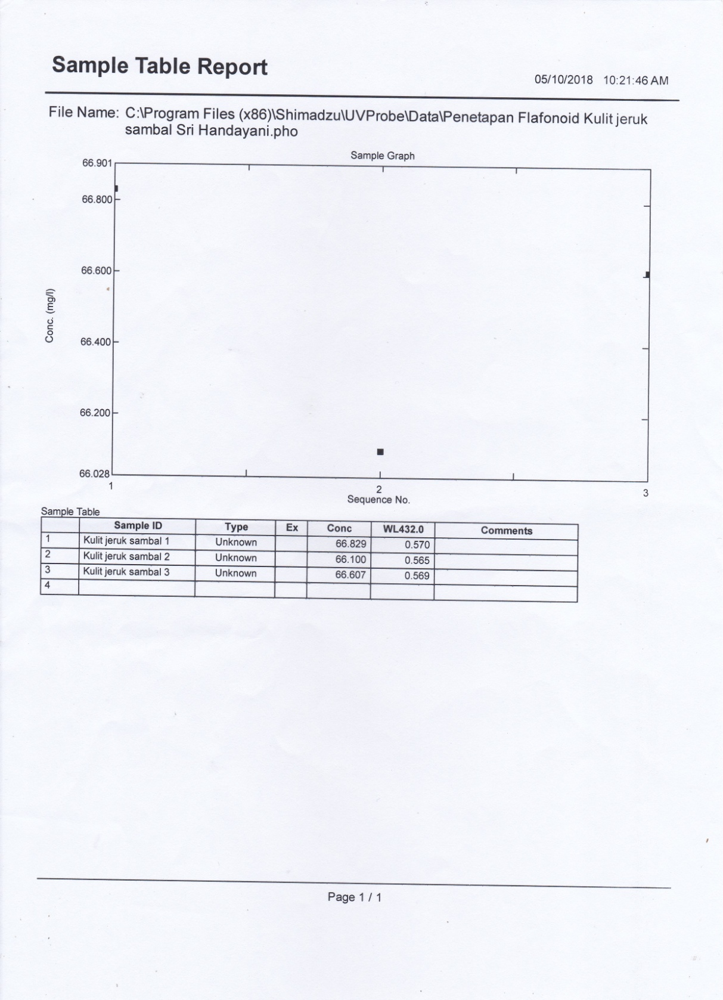 Sample Table Report
05/10/2018 10:21:46 AM
File Name: C:\Program Files (x86)\Shimadzu\UVProbe\Data\Penetapan Flafonoid Kulit jeruk
sambal Sri Handayani.pho
Sample Graph
66.901
66.800
66.600
66.400
66.200
66.028
Conc. (mg/l)
1 2 3
Sequence No.
Sample Table
Sample ID Type Ex Conc WL432.0 Comments
1 Kulit jeruk sambal 1 Unknown 66.829 0.570
2 Kulit jeruk sambal 2 Unknown 66.100 0.565
3 Kulit jeruk sambal 3 Unknown 66.607 0.569
4
Page 1 / 1